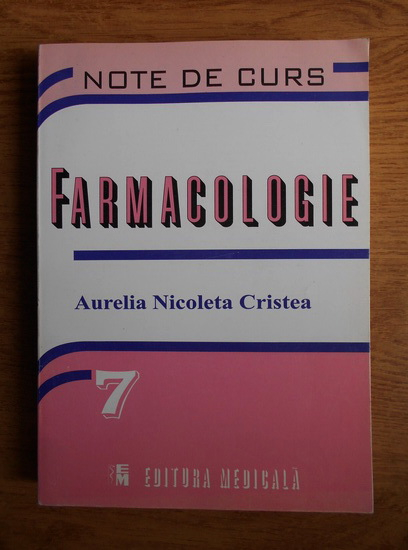 NOTE DE CURS
FARMACOLOGIE
Aurelia Nicoleta Cristea
7
EM EDITURA MEDICALĂ